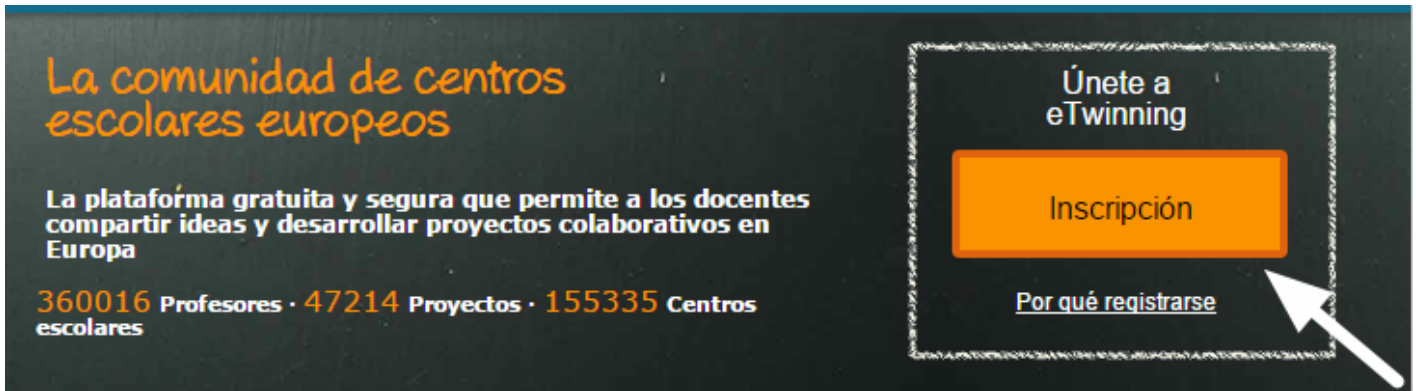 La comunidad de centros
escolares europeos
La plataforma gratuita y segura que permite a los docentes
compartir ideas y desarrollar proyectos colaborativos en
Europa
360016 Profesores · 47214 Proyectos · 155335 Centros
escolares
Únete a
eTwinning
Inscripción
Por qué registrarse